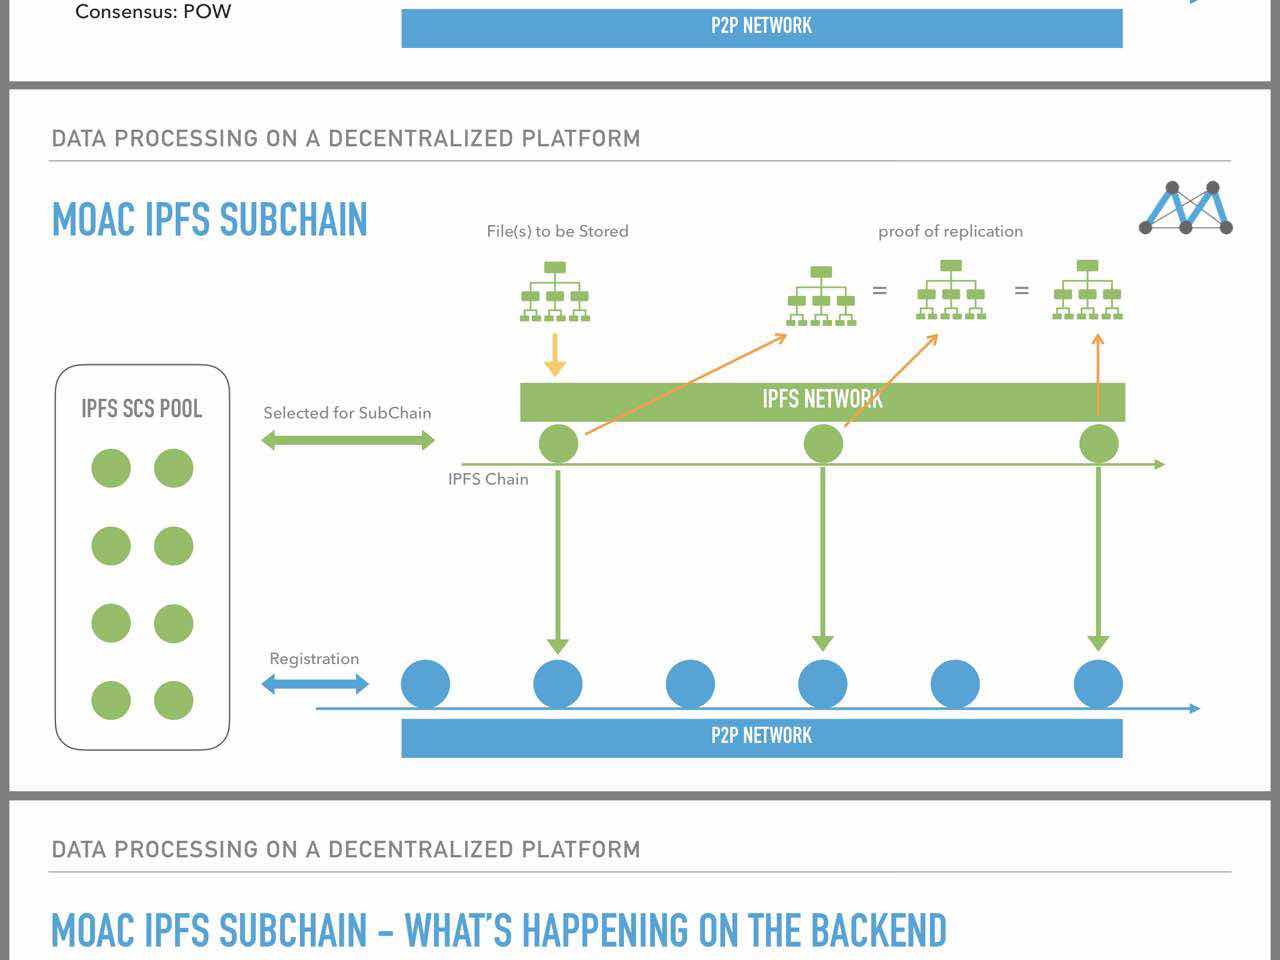 Consensus: POW
P2P NETWORK
DATA PROCESSING ON A DECENTRALIZED PLATFORM
MOAC IPFS SUBCHAIN
File(s) to be Stored
proof of replication
=
=
IPFS NETWORK
IPFS SCS POOL
Selected for SubChain
IPFS Chain
Registration
P2P NETWORK
DATA PROCESSING ON A DECENTRALIZED PLATFORM
MOAC IPFS SUBCHAIN – WHAT'S HAPPENING ON THE BACKEND